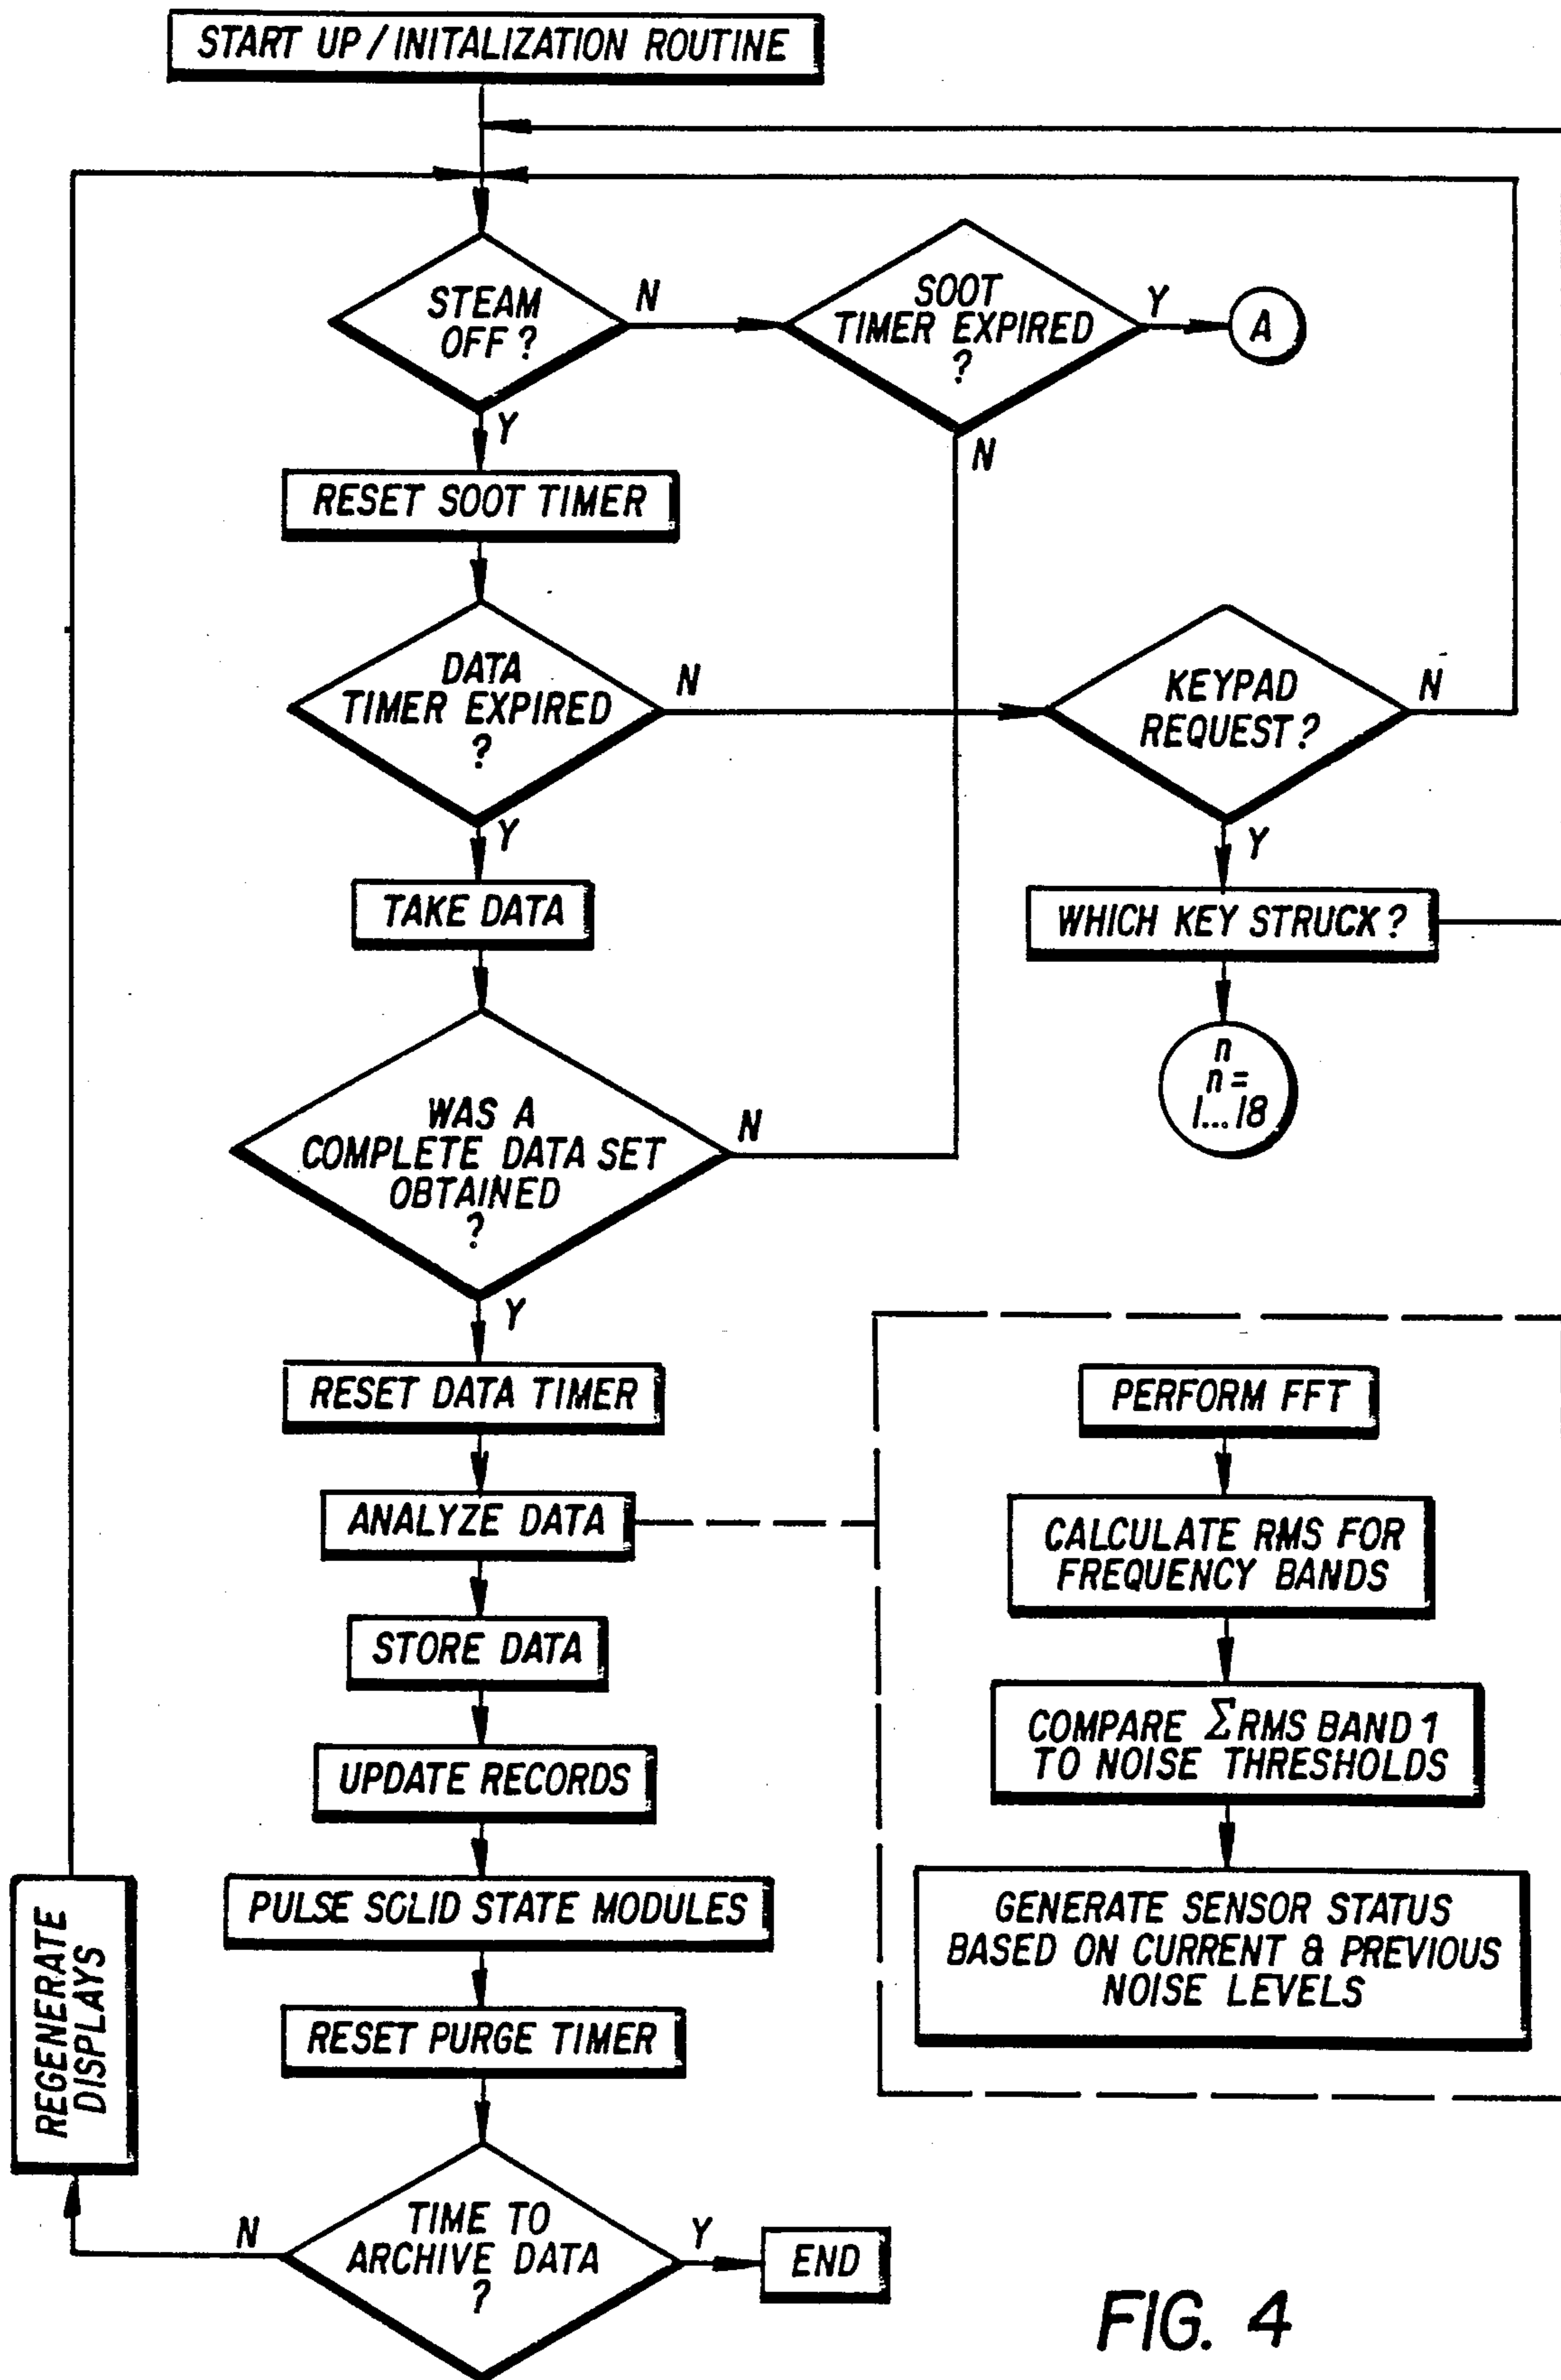 START UP / INITALIZATION ROUTINE
STEAM
OFF ?
N
Y
SOOT
TIMER EXPIRED
?
Y
A
N
RESET SOOT TIMER
DATA
TIMER EXPIRED
?
N
Y
KEYPAD
REQUEST ?
N
Y
TAKE DATA
WHICH KEY STRUCK ?
n
n =
1...18
WAS A
COMPLETE DATA SET
OBTAINED
?
N
Y
RESET DATA TIMER
ANALYZE DATA
STORE DATA
UPDATE RECORDS
PULSE SOLID STATE MODULES
RESET PURGE TIMER
TIME TO
ARCHIVE DATA
?
N
Y
END
REGENERATE
DISPLAYS
PERFORM FFT
CALCULATE RMS FOR
FREQUENCY BANDS
COMPARE ΣRMS BAND 1
TO NOISE THRESHOLDS
GENERATE SENSOR STATUS
BASED ON CURRENT & PREVIOUS
NOISE LEVELS
FIG. 4